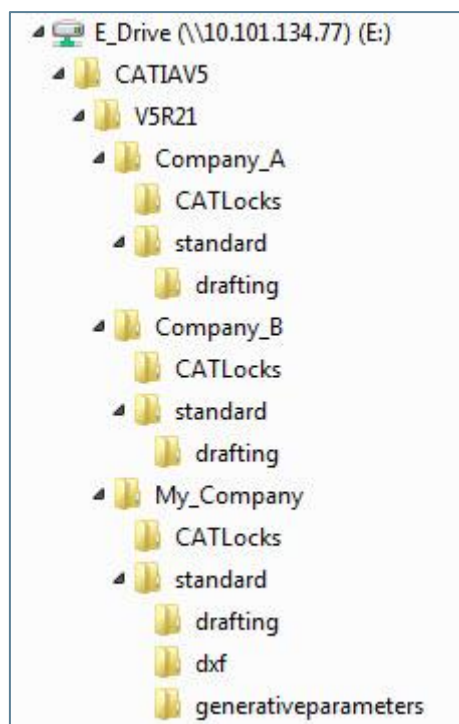 E_Drive (\\10.101.134.77) (E:)
CATIAV5
V5R21
Company_A
CATLocks
standard
drafting
Company_B
CATLocks
standard
drafting
My_Company
CATLocks
standard
drafting
dxf
generativeparameters